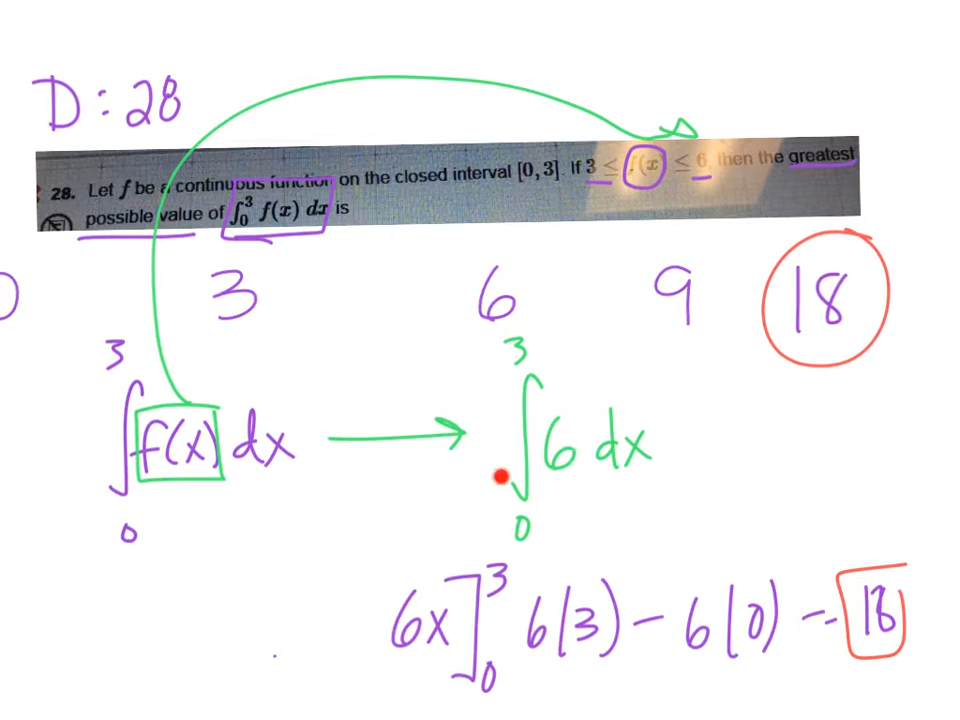 D : 28
28. Let f be a continuous function on the closed interval [0, 3]. If 3 ≤ f(x) ≤ 6, then the greatest
possible value of ∫₀³ f(x) dx is
0 3 6 9 18
∫₀³ f(x) dx → ∫₀³ 6 dx
6x]₀³ 6(3) - 6(0) = 18